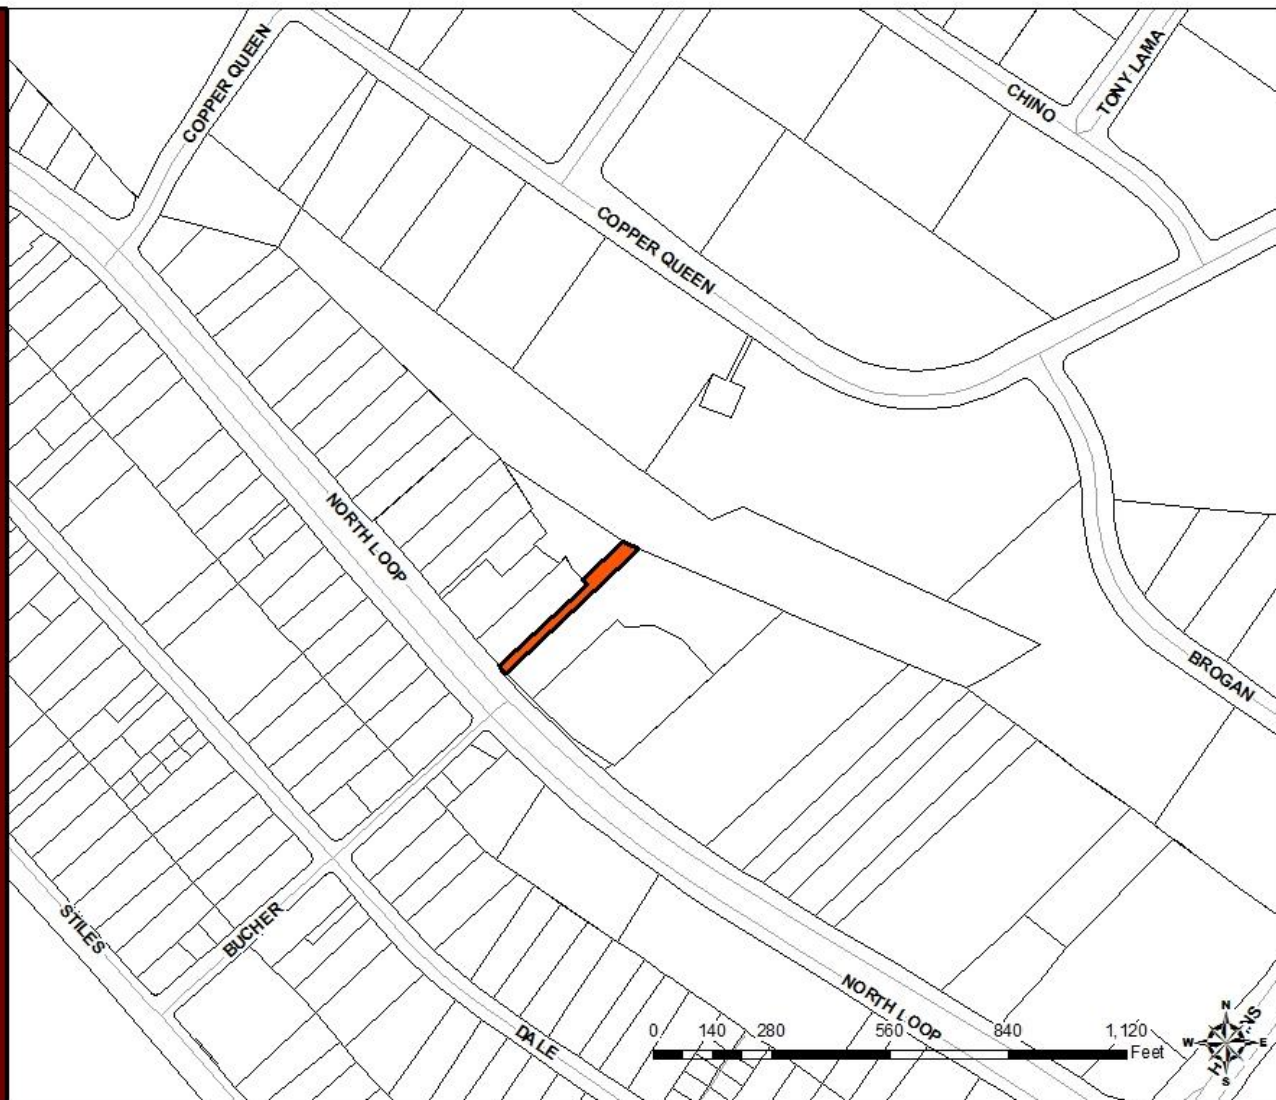 COPPER QUEEN
CHINO
TONY LAMA
COPPER QUEEN
NORTH LOOP
BROGAN
STILES
BUCHER
DALE
NORTH LOOP
0 140 280 560 840 1,120
Feet
N
W E
S